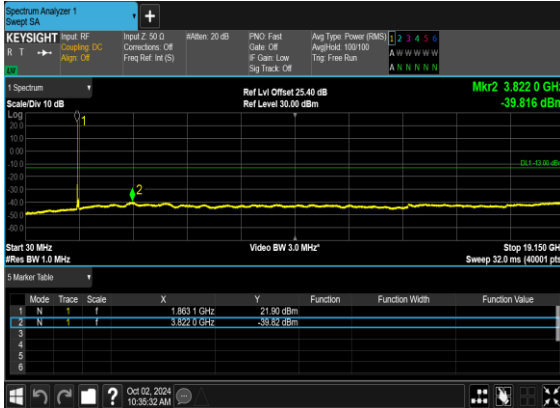 Spectrum Analyzer 1
Swept SA
+
KEYSIGHT
R T
Input: RF
Coupling: DC
Align: Off
Input Z: 50 Ω
Corrections: Off
Freq Ref: Int (S)
#Atten: 20 dB
PNO: Fast
Gate: Off
IF Gain: Low
Sig Track: Off
Avg Type: Power (RMS)
Avg|Hold: 100/100
Trig: Free Run
1 2 3 4 5 6
A W W W W W
A N N N N N
1 Spectrum
Scale/Div 10 dB
Ref Lvl Offset 25.40 dB
Ref Level 30.00 dBm
Mkr2 3.822 0 GHz
-39.816 dBm
Log
20.0
10.0
0.00
-10.0
-20.0
-30.0
-40.0
-50.0
-60.0
1
2
DL1 -13.00 dBm
Start 30 MHz
#Res BW 1.0 MHz
Video BW 3.0 MHz*
Stop 19.150 GH
Sweep 32.0 ms (40001 pts
5 Marker Table
Mode Trace Scale X Y Function Function Width Function Value
1 N 1 f 1.863 1 GHz 21.90 dBm
2 N 1 f 3.822 0 GHz -39.82 dBm
3
4
5
6
?
Oct 02, 2024
10:35:32 AM